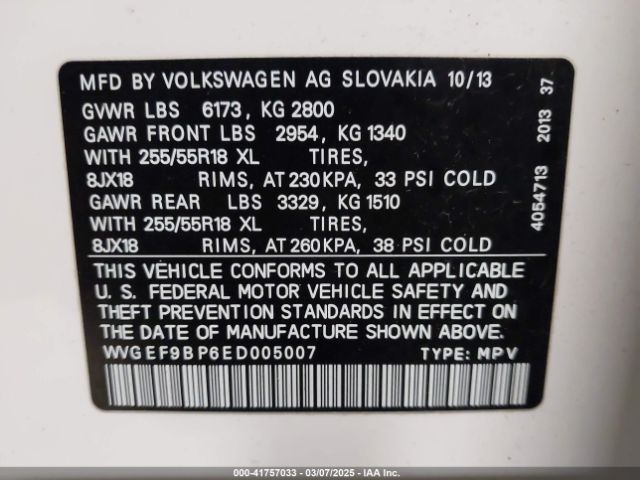 MFD BY VOLKSWAGEN AG SLOVAKIA 10/13
GVWR LBS 6173, KG 2800
GAWR FRONT LBS 2954, KG 1340
WITH 255/55R18 XL TIRES,
8JX18 RIMS, AT 230KPA, 33 PSI COLD
GAWR REAR LBS 3329, KG 1510
WITH 255/55R18 XL TIRES,
8JX18 RIMS, AT 260KPA, 38 PSI COLD
THIS VEHICLE CONFORMS TO ALL APPLICABLE
U. S. FEDERAL MOTOR VEHICLE SAFETY AND
THEFT PREVENTION STANDARDS IN EFFECT ON
THE DATE OF MANUFACTURE SHOWN ABOVE.
WVGEF9BP6ED005007 TYPE: MPV
4054713 2013 37
000-41757033 — 03/07/2025 — IAA Inc.